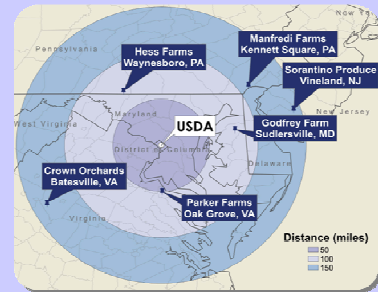 New Yo
Pennsylvania
Hess Farms
Waynesboro, PA
Manfredi Farms
Kennett Square, PA
Sorantino Produce
Vineland, NJ
New Jersey
Maryland
West Virginia
USDA
Godfrey Farm
Sudlersville, MD
District of Columbia
Delaware
Crown Orchards
Batesville, VA
Parker Farms
Oak Grove, VA
Virginia
Distance (miles)
50
100
150